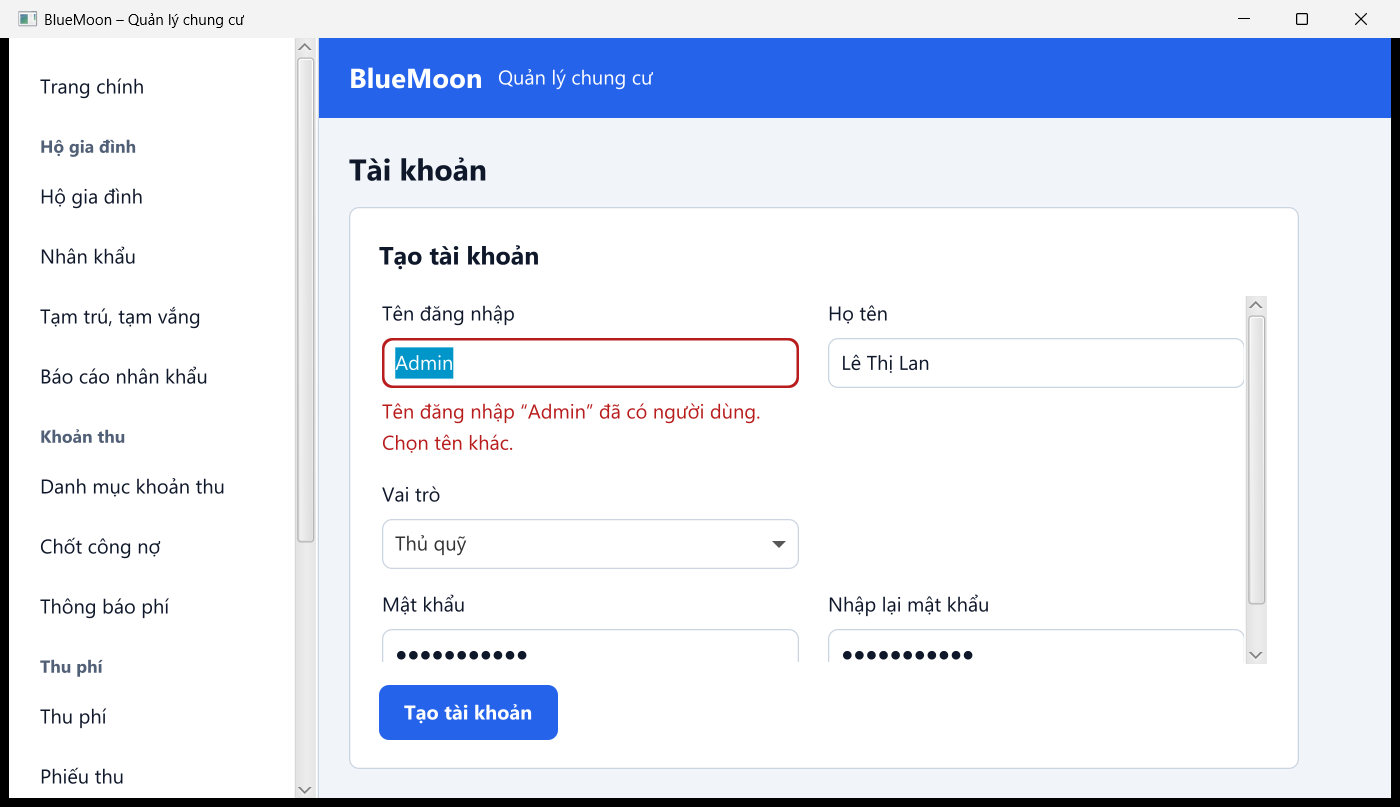 BlueMoon – Quản lý chung cư
Trang chính
Hộ gia đình
Hộ gia đình
Nhân khẩu
Tạm trú, tạm vắng
Báo cáo nhân khẩu
Khoản thu
Danh mục khoản thu
Chốt công nợ
Thông báo phí
Thu phí
Thu phí
Phiếu thu
BlueMoon Quản lý chung cư
Tài khoản
Tạo tài khoản
Tên đăng nhập
Admin
Tên đăng nhập “Admin” đã có người dùng.
Chọn tên khác.
Họ tên
Lê Thị Lan
Vai trò
Thủ quỹ
Mật khẩu
●●●●●●●●●●●
Nhập lại mật khẩu
●●●●●●●●●●●
Tạo tài khoản